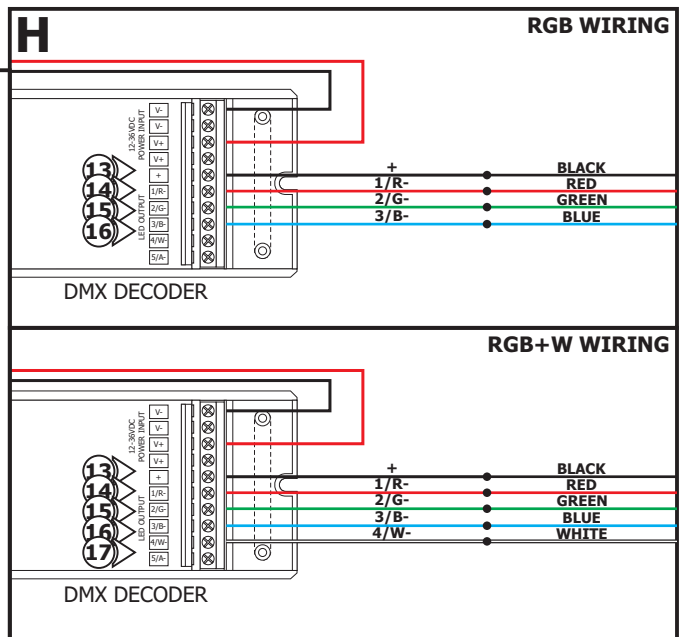 H
RGB WIRING
12-36VDC
POWER INPUT
V-
V-
V+
V+
LED OUTPUT
+
1/R-
2/G-
3/B-
4/W-
5/A-
13
14
15
16
+ BLACK
1/R- RED
2/G- GREEN
3/B- BLUE
DMX DECODER
RGB+W WIRING
12-36VDC
POWER INPUT
V-
V-
V+
V+
LED OUTPUT
+
1/R-
2/G-
3/B-
4/W-
5/A-
13
14
15
16
17
+ BLACK
1/R- RED
2/G- GREEN
3/B- BLUE
4/W- WHITE
DMX DECODER